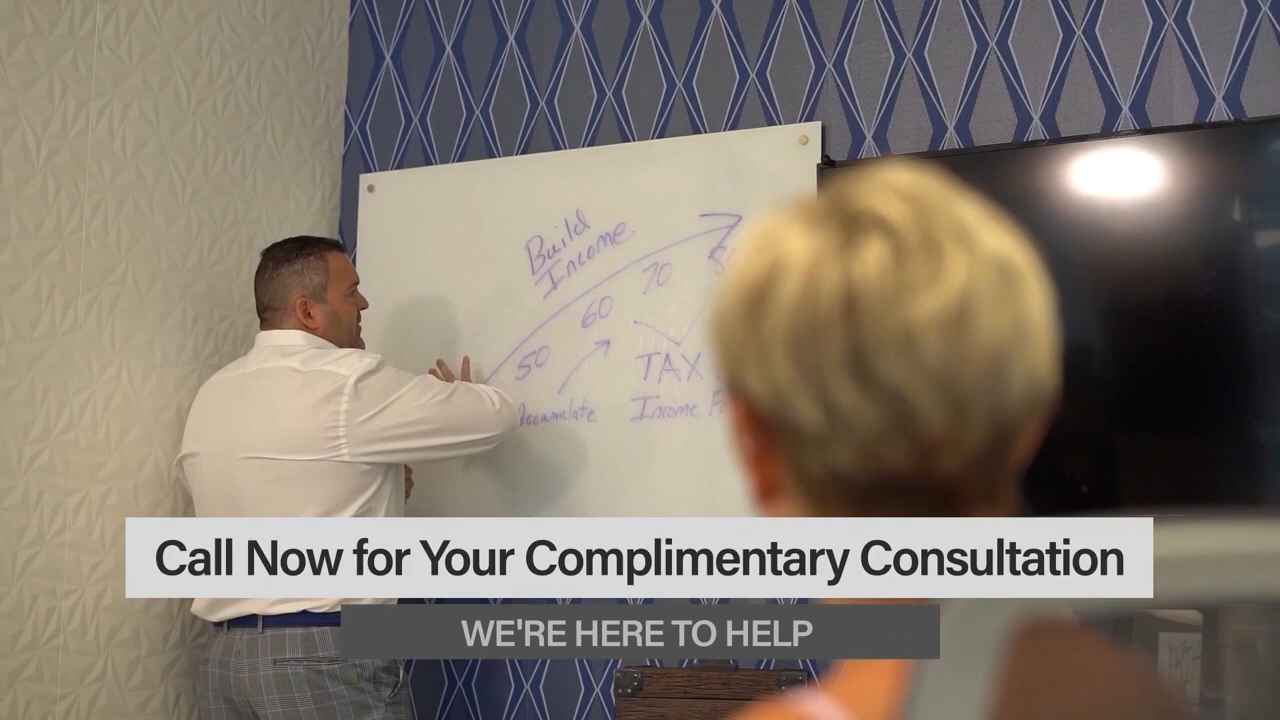 Build
Income
50
60
70
TAX
Accumulate
Income
Call Now for Your Complimentary Consultation
WE'RE HERE TO HELP